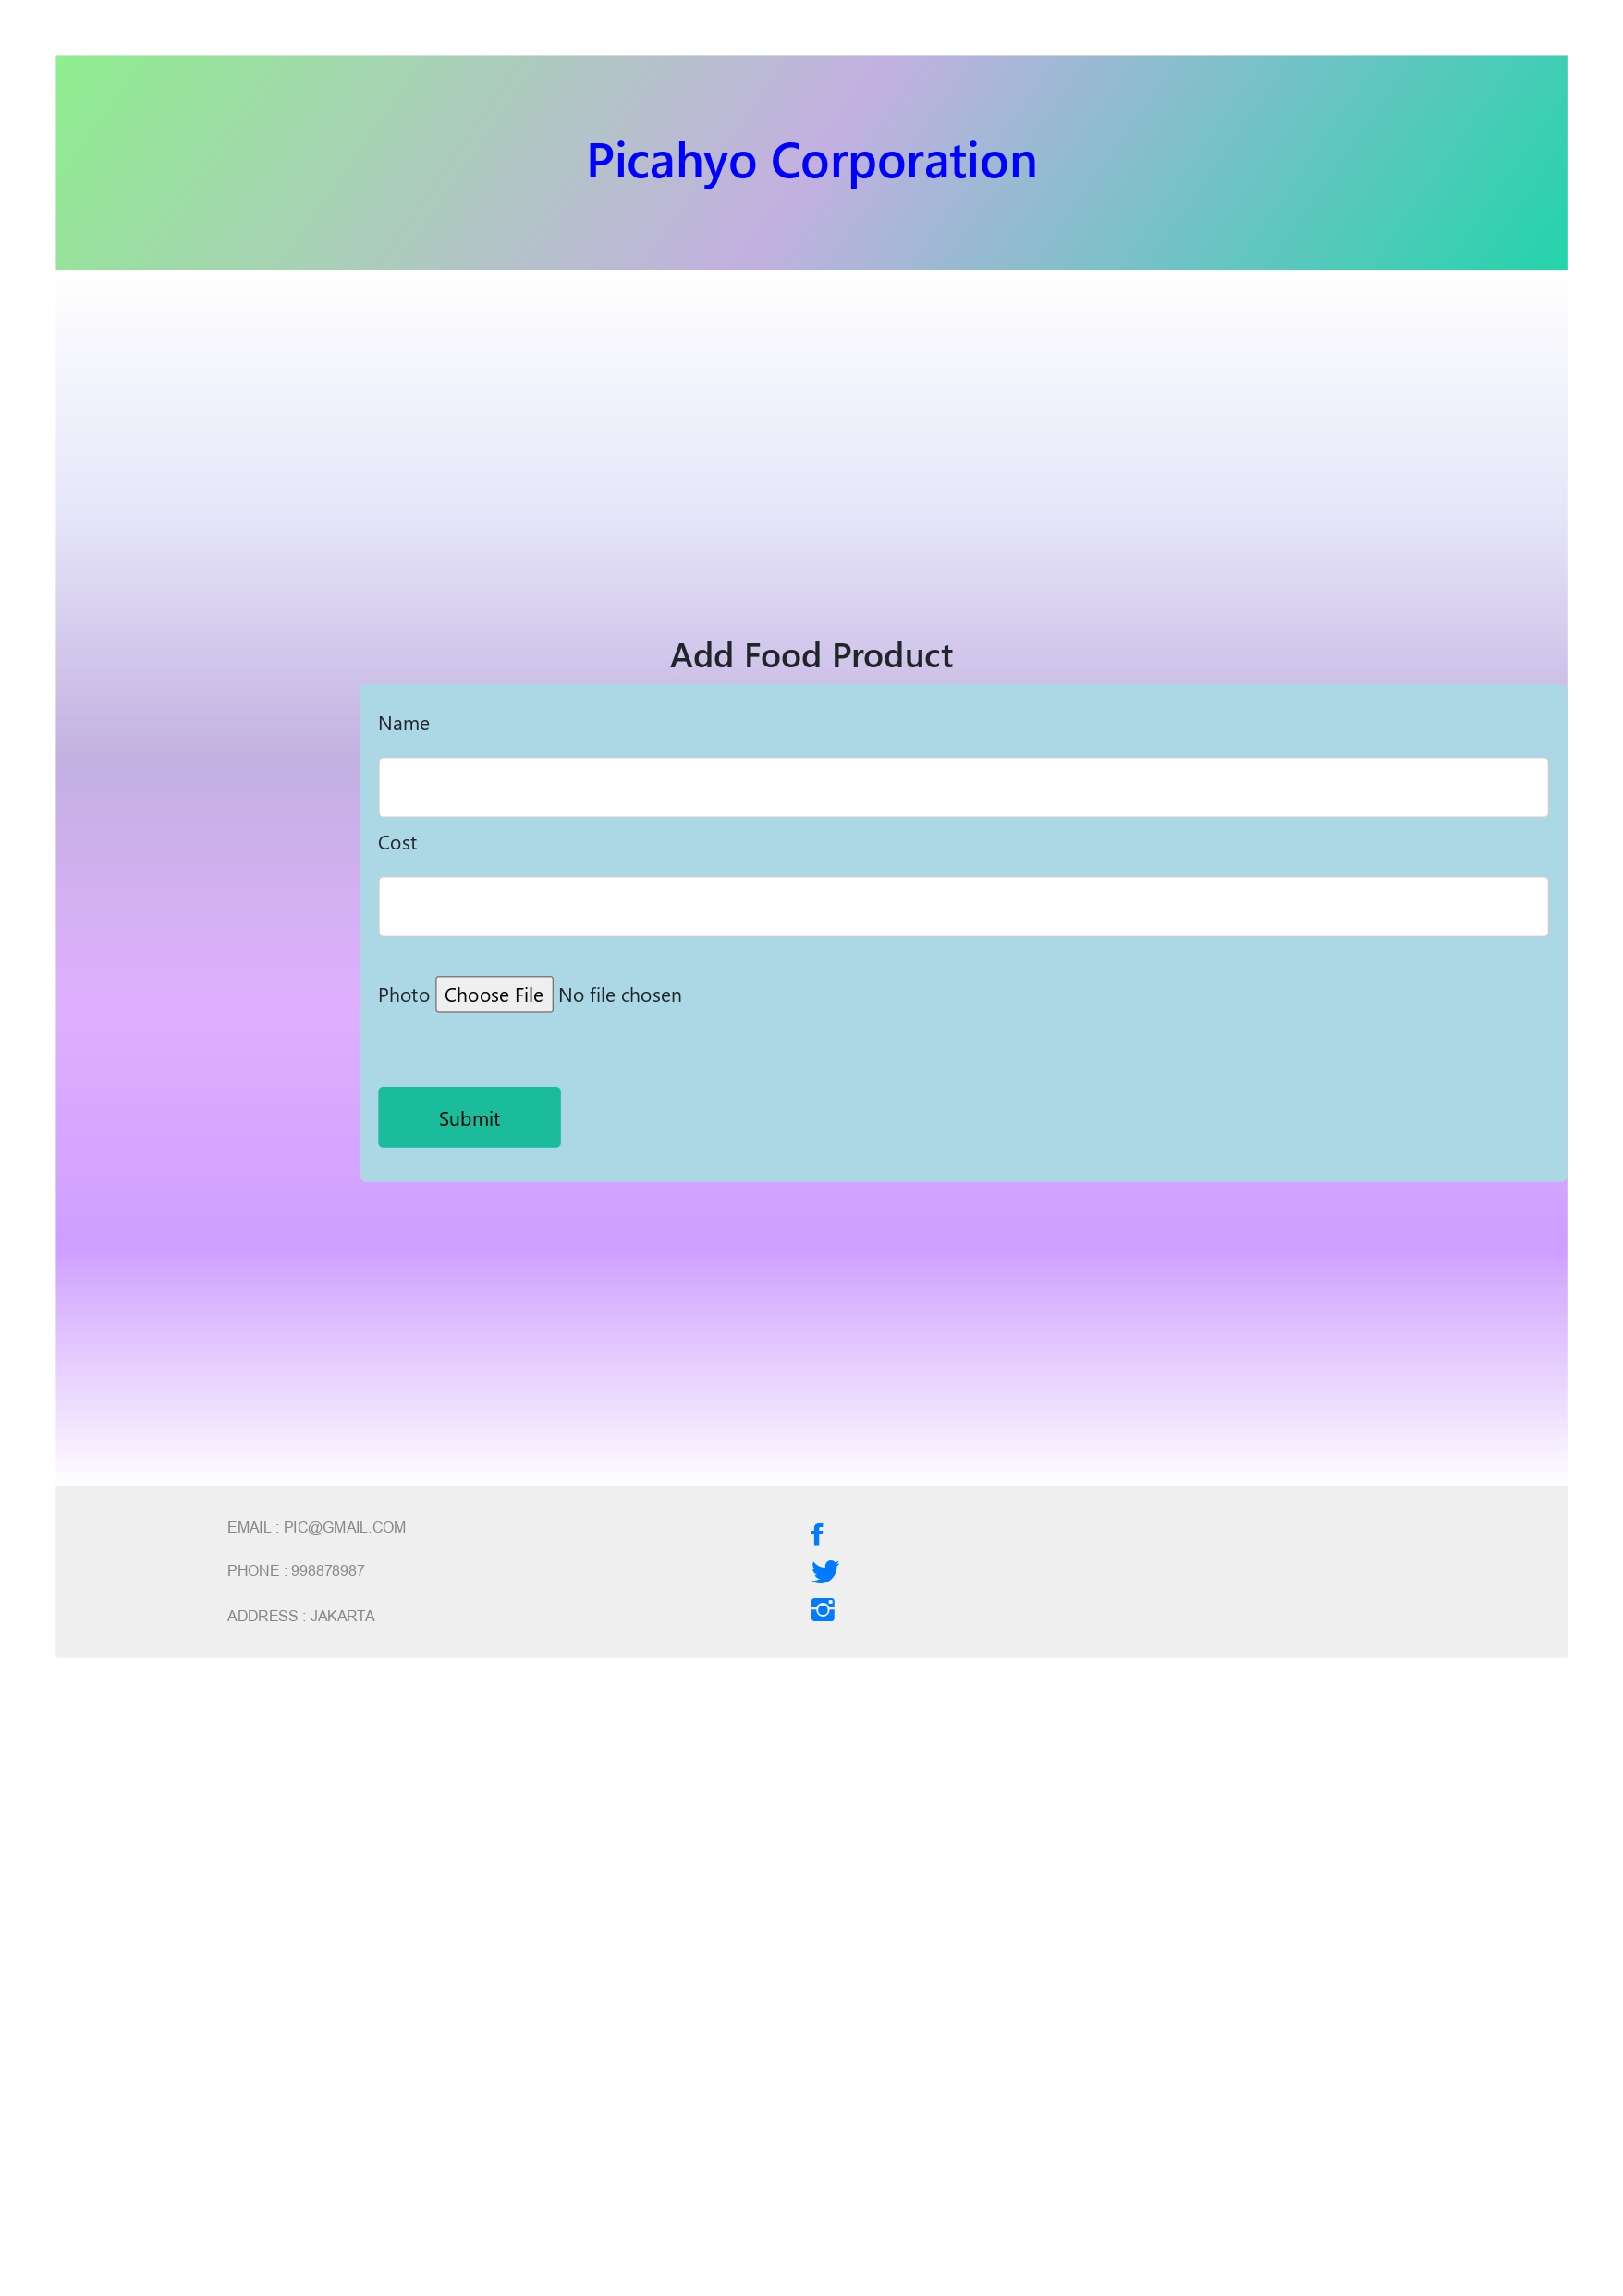 Picahyo Corporation
Add Food Product
Name
Cost
Photo Choose File No file chosen
Submit
EMAIL : PIC@GMAIL.COM
PHONE : 998878987
ADDRESS : JAKARTA